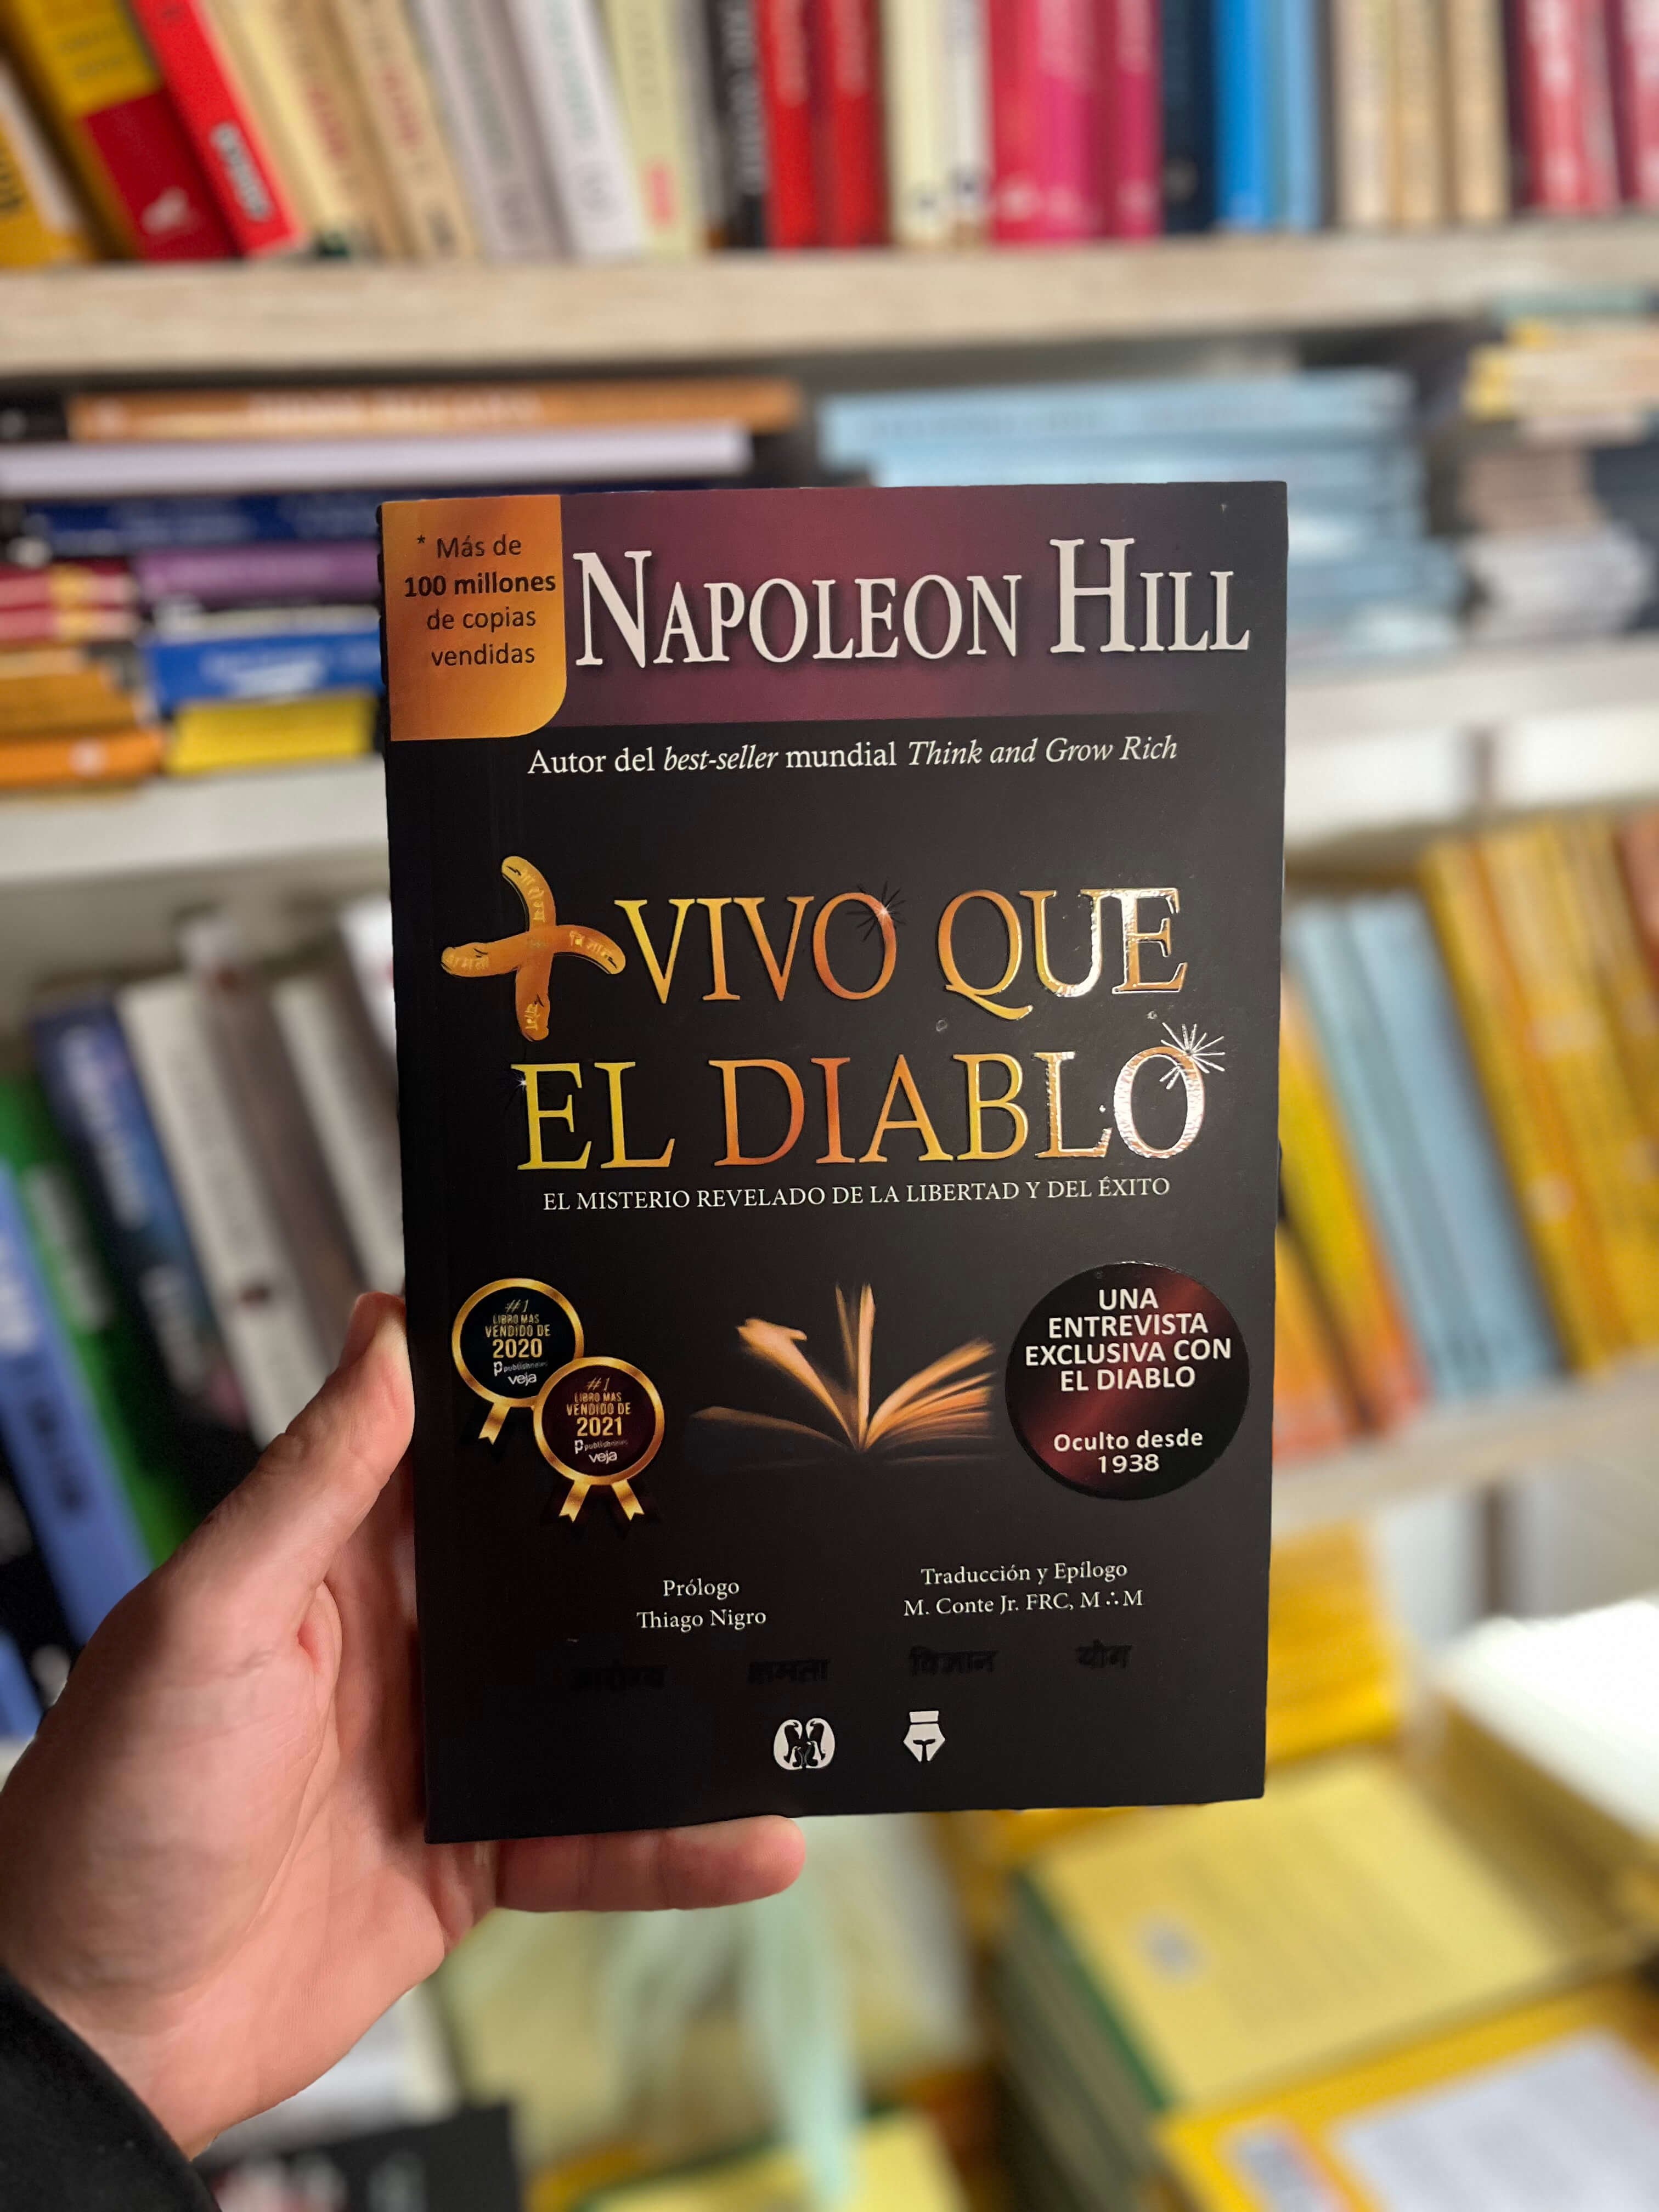 * Más de
100 millones
de copias
vendidas
NAPOLEON HILL
Autor del best-seller mundial Think and Grow Rich
+VIVO QUE
EL DIABLO
EL MISTERIO REVELADO DE LA LIBERTAD Y DEL ÉXITO
#1
LIBRO MAS
VENDIDO DE
2020
publishnews
veja
#1
LIBRO MAS
VENDIDO DE
2021
publishnews
veja
UNA
ENTREVISTA
EXCLUSIVA CON
EL DIABLO
Oculto desde
1938
Prólogo
Thiago Nigro
Traducción y Epílogo
M. Conte Jr. FRC, M∴M
क्षमता विज्ञान योग